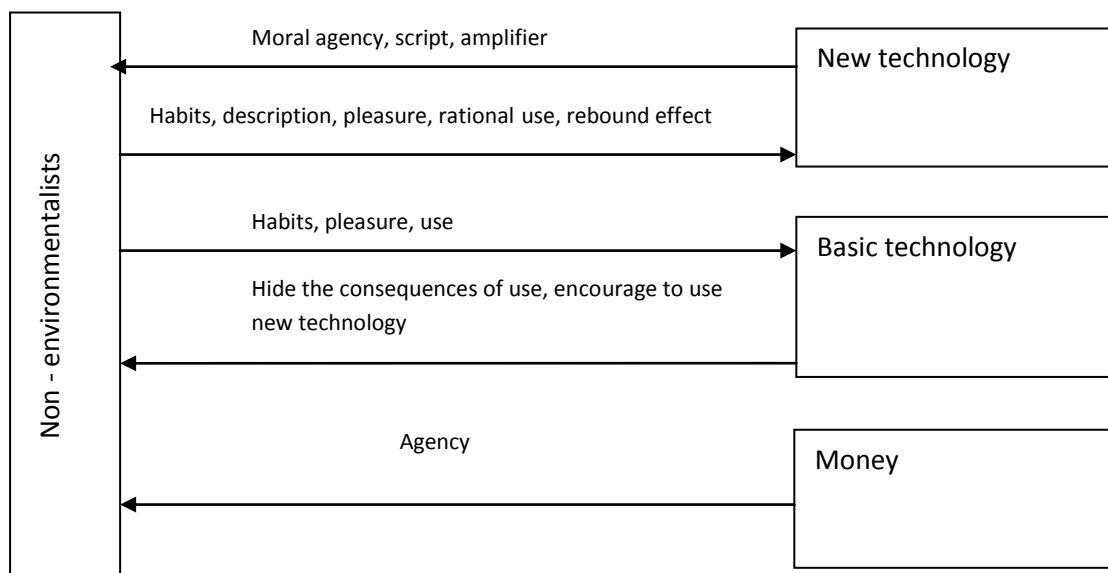 Moral agency, script, amplifier
New technology
Habits, description, pleasure, rational use, rebound effect
Non - environmentalists
Habits, pleasure, use
Basic technology
Hide the consequences of use, encourage to use
new technology
Agency
Money